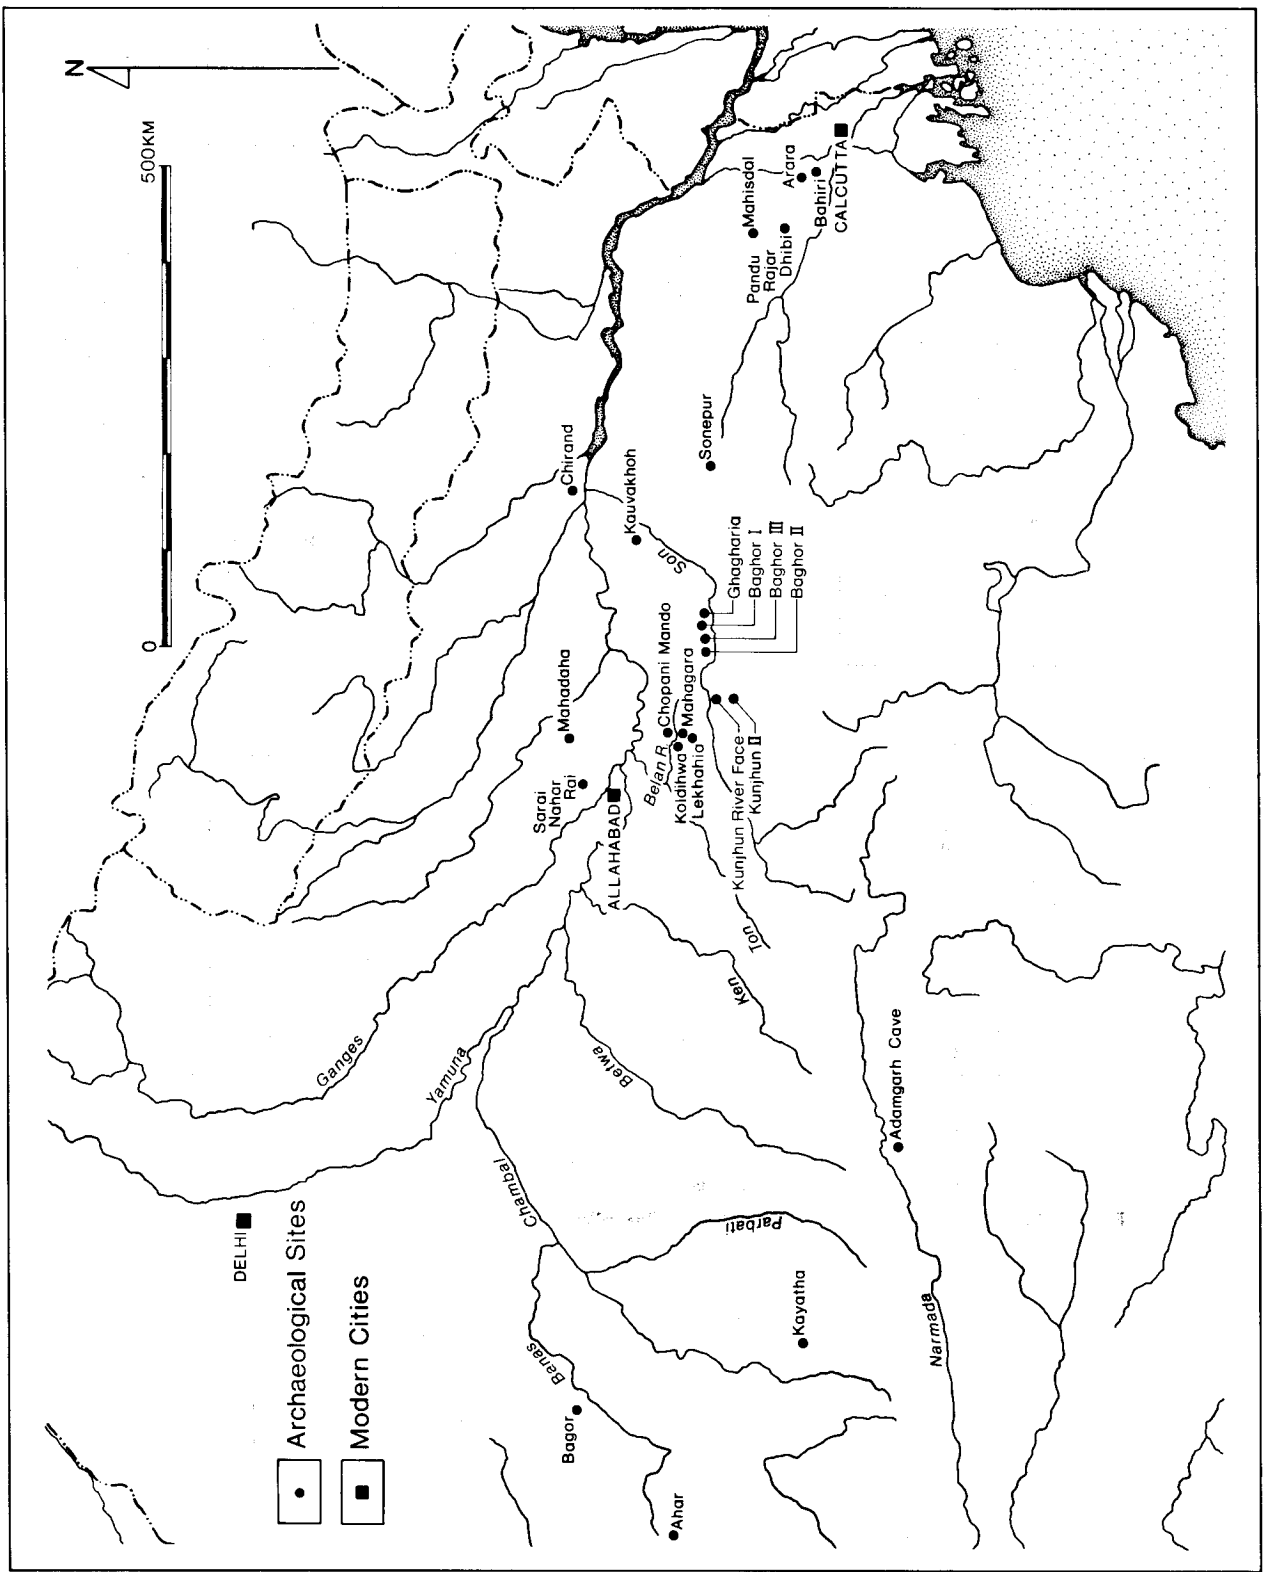 N
0
500KM
DELHI
Archaeological Sites
Modern Cities
Ganges
Yamuna
Chambal
Banas
Bagor
Ahar
Parbati
Kayatha
Betwa
Ken
Ton
Narmada
Adamgarh Cave
Sarai
Nahar
Rai
ALLAHABAD
Mahadaha
Belan R.
Chopani Mando
Koldihwa
Mahagara
Lekhahia
Kunjhun River Face
Kunjhun II
Ghagharia
Baghor I
Baghor III
Baghor II
Son
Kauvakhoh
Chirand
Sonepur
Mahisdal
Pandu
Rajar
Dhibi
Arara
Bahiri
CALCUTTA